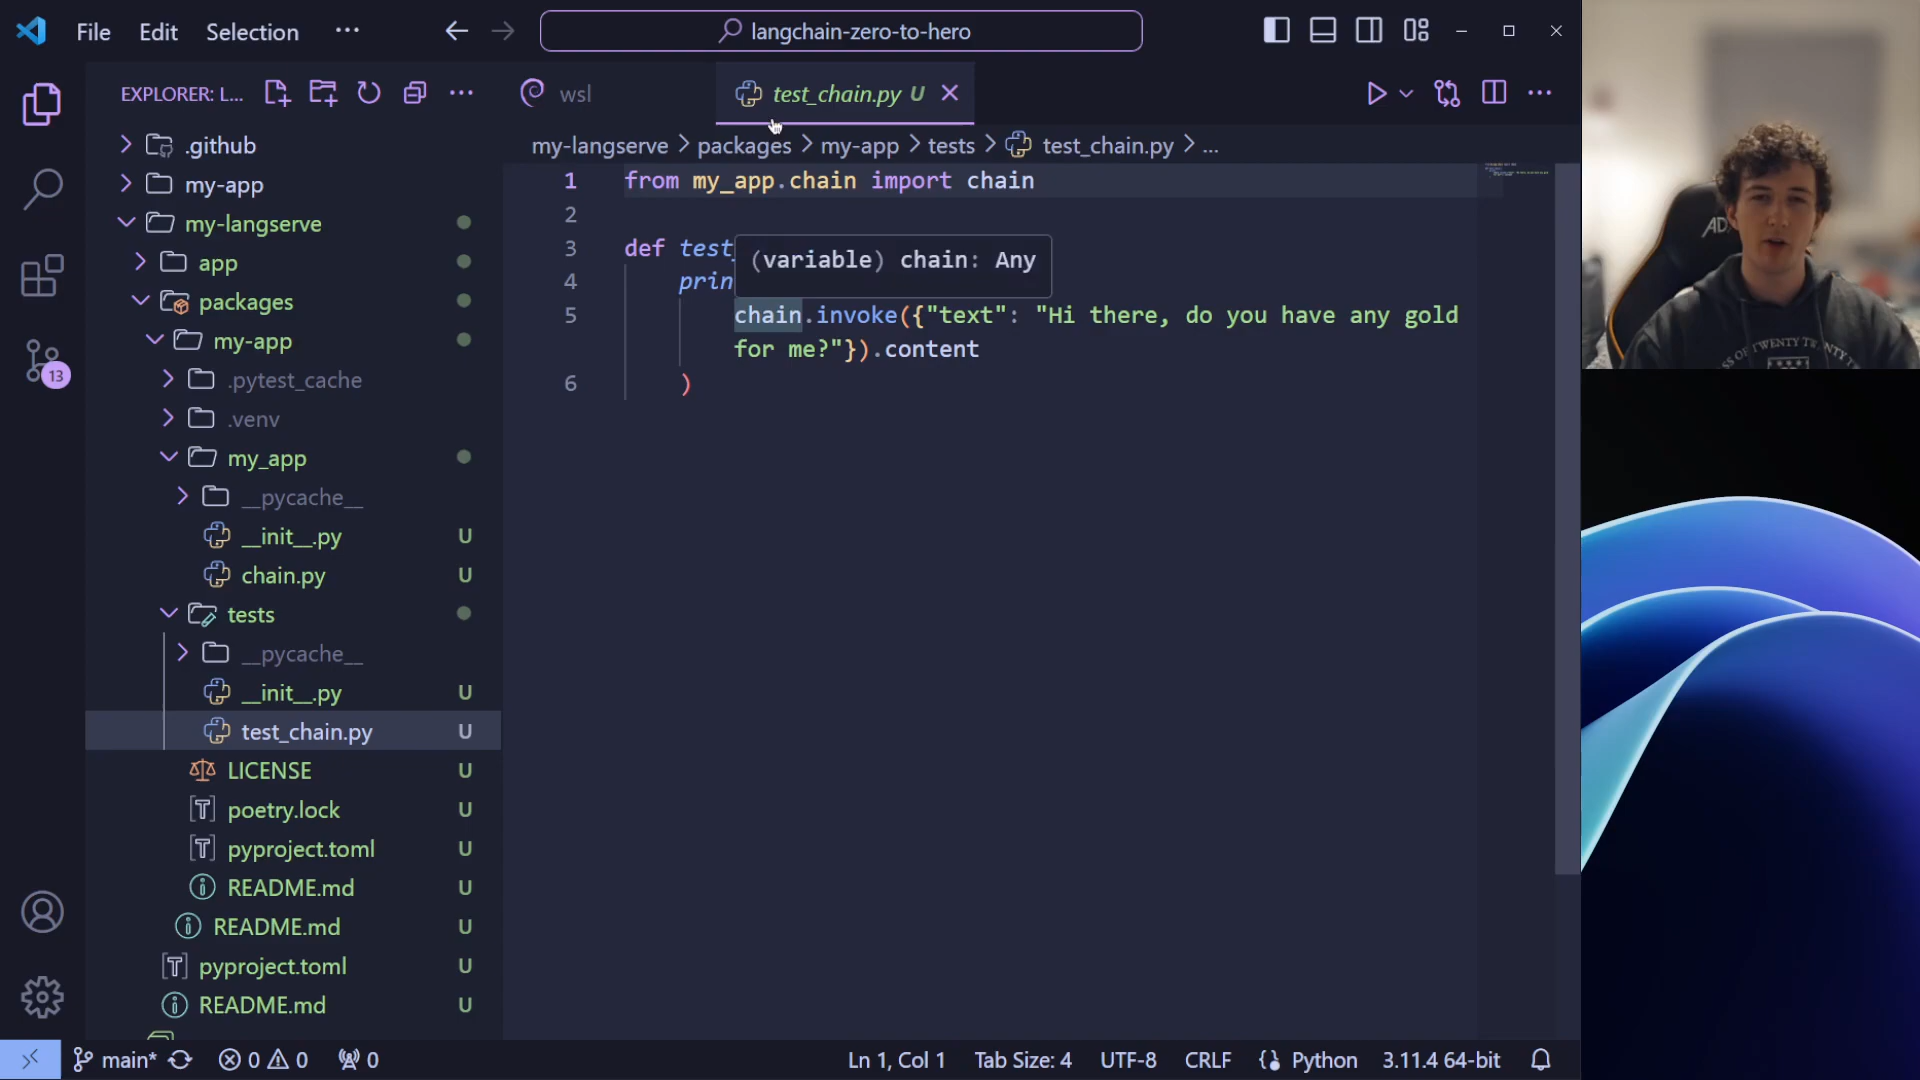 File Edit Selection ... langchain-zero-to-hero
EXPLORER: L... wsl test_chain.py U
my-langserve > packages > my-app > tests > test_chain.py > ...
.github
my-app
my-langserve
app
packages
my-app
.pytest_cache
.venv
my_app
__pycache__
__init__.py U
chain.py U
tests
__pycache__
__init__.py U
test_chain.py U
LICENSE U
poetry.lock U
pyproject.toml U
README.md U
README.md U
pyproject.toml U
README.md U
13
1 from my_app.chain import chain
2
3 def test_
(variable) chain: Any
4 prin
5 chain.invoke({"text": "Hi there, do you have any gold
for me?"}).content
6 )
main* 0 0 0 Ln 1, Col 1 Tab Size: 4 UTF-8 CRLF Python 3.11.4 64-bit